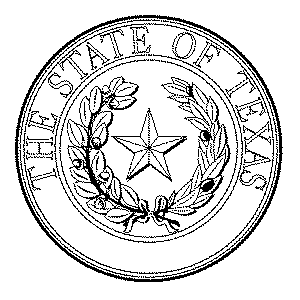 THE STATE OF TEXAS